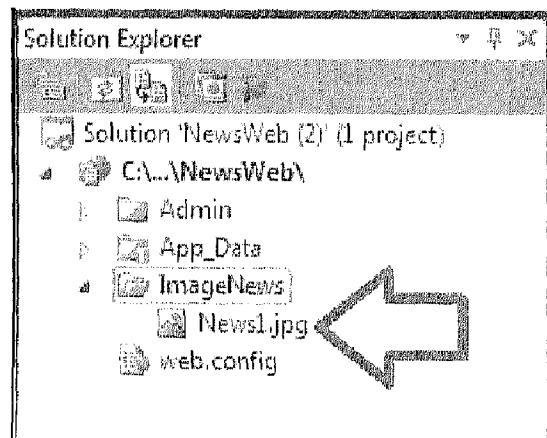 Solution Explorer
Solution 'NewsWeb (2)' (1 project)
C:\...\NewsWeb\
Admin
App_Data
ImageNews
News1.jpg
web.config